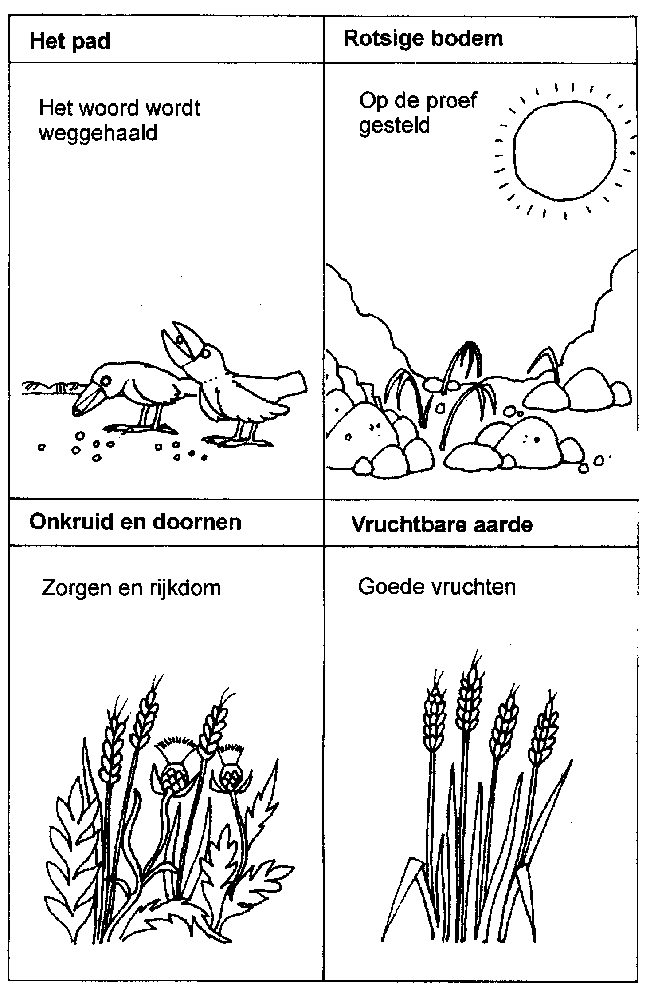 Het pad
Het woord wordt
weggehaald
Rotsige bodem
Op de proef
gesteld
Onkruid en doornen
Zorgen en rijkdom
Vruchtbare aarde
Goede vruchten